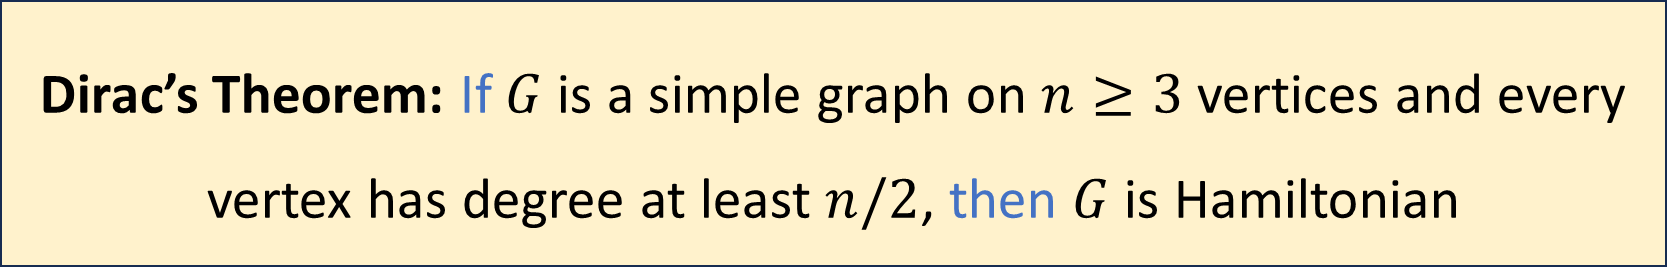 Dirac’s Theorem: If G is a simple graph on n ≥ 3 vertices and every
vertex has degree at least n/2, then G is Hamiltonian